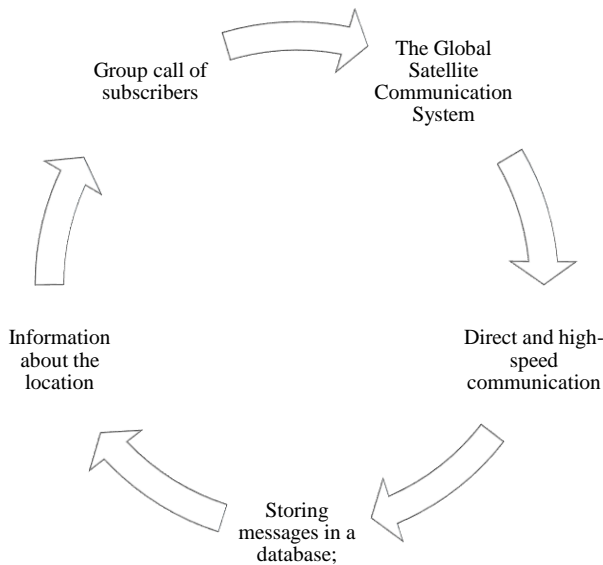 Group call of
subscribers
The Global
Satellite
Communication
System
Direct and high-
speed
communication
Storing
messages in a
database;
Information
about the
location